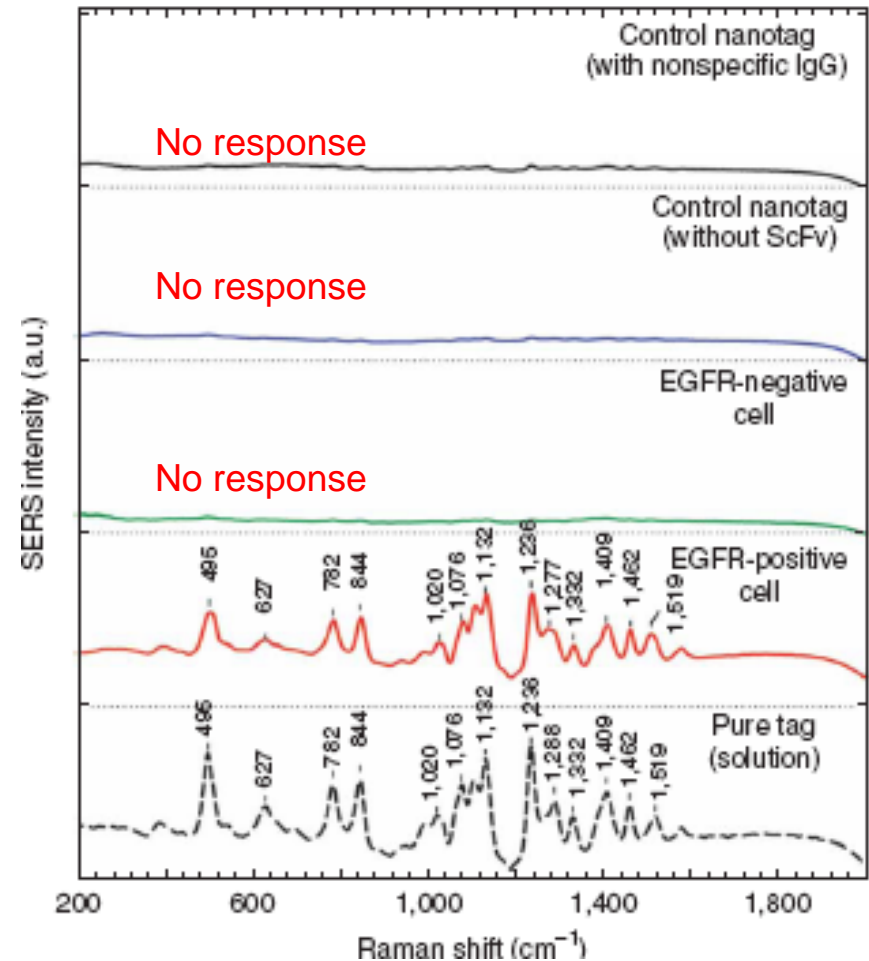 Control nanotag
(with nonspecific IgG)
No response
Control nanotag
(without ScFv)
No response
EGFR-negative
cell
No response
EGFR-positive
cell
495
627
782
844
1,020
1,076
1,132
1,236
1,277
1,332
1,409
1,462
1,519
Pure tag
(solution)
495
627
782
844
1,020
1,076
1,132
1,236
1,288
1,332
1,409
1,462
1,519
SERS intensity (a.u.)
200 600 1,000 1,400 1,800
Raman shift (cm⁻¹)